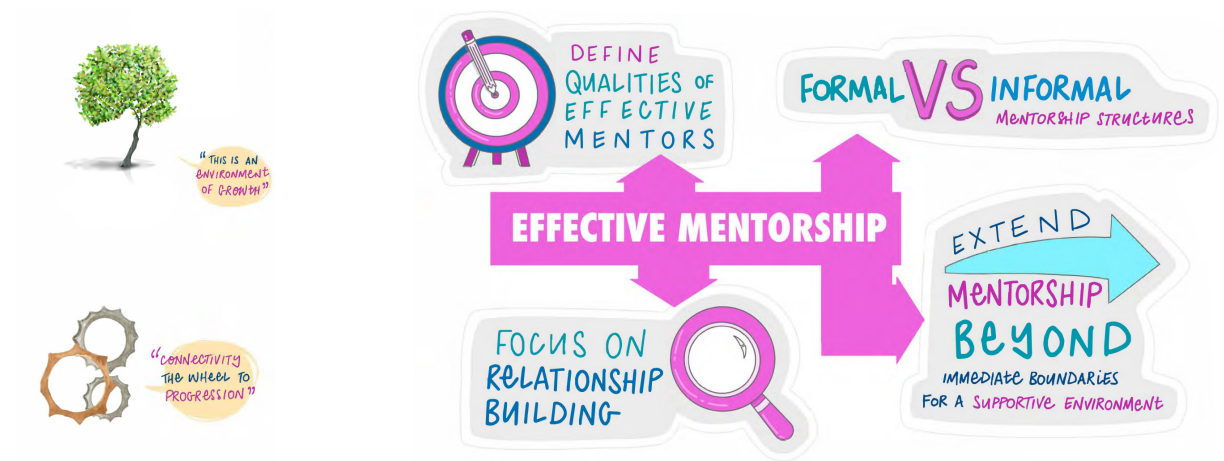 “THIS IS AN
ENVIRONMENT
OF GROWTH”
“CONNECTIVITY
THE WHEEL TO
PROGRESSION”
DEFINE
QUALITIES OF
EFFECTIVE
MENTORS
FORMAL VS INFORMAL
MENTORSHIP STRUCTURES
EFFECTIVE MENTORSHIP
FOCUS ON
RELATIONSHIP
BUILDING
EXTEND
MENTORSHIP
BEYOND
IMMEDIATE BOUNDARIES
FOR A SUPPORTIVE ENVIRONMENT